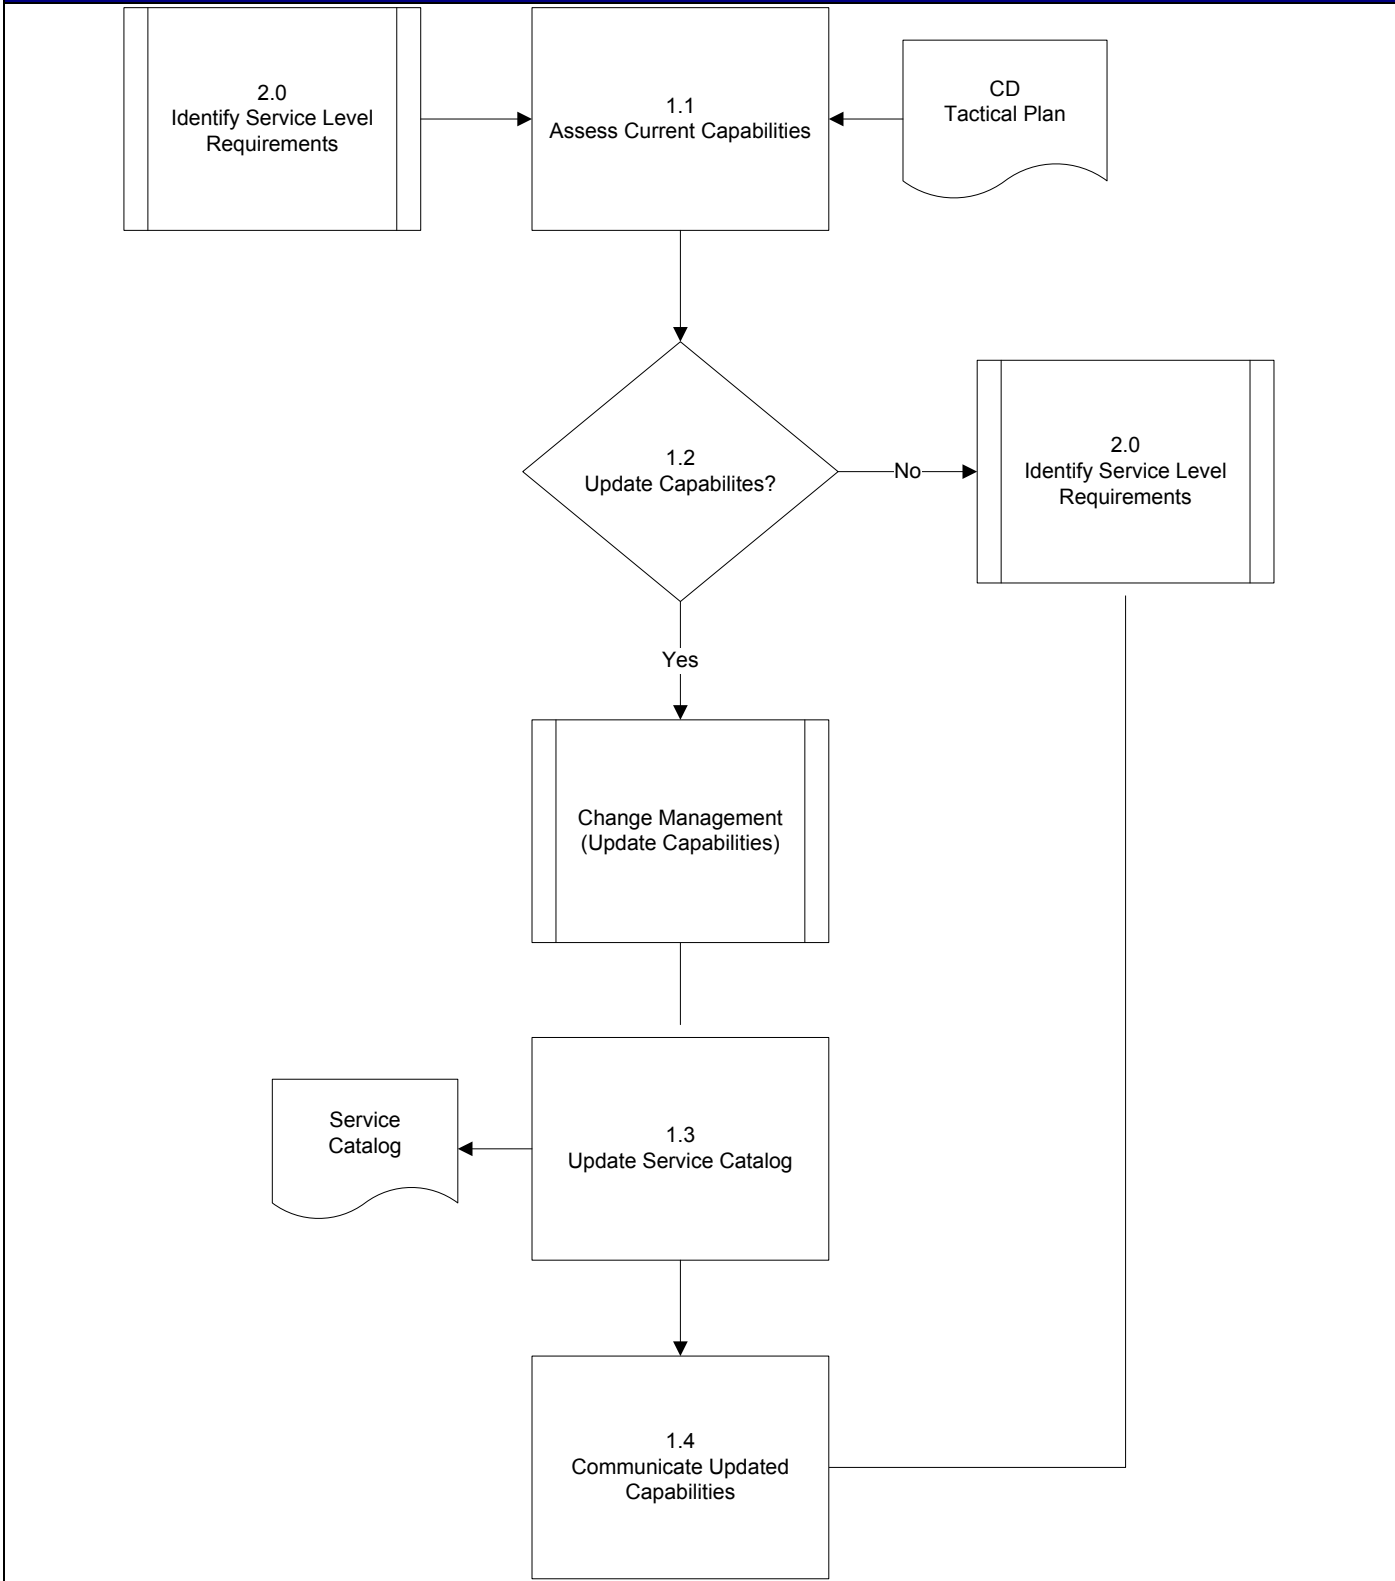 2.0
Identify Service Level
Requirements
1.1
Assess Current Capabilities
CD
Tactical Plan
1.2
Update Capabilites?
No
2.0
Identify Service Level
Requirements
Yes
Change Management
(Update Capabilities)
Service
Catalog
1.3
Update Service Catalog
1.4
Communicate Updated
Capabilities